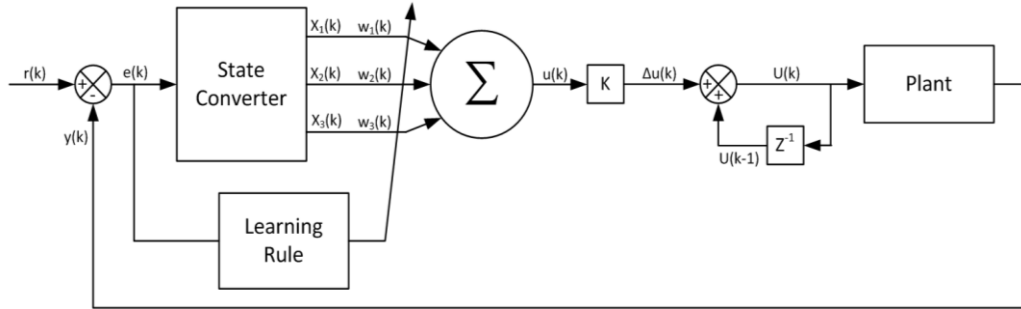 r(k)
+
-
y(k)
e(k)
State
Converter
X₁(k) w₁(k)
X₂(k) w₂(k)
X₃(k) w₃(k)
Learning
Rule
Σ
u(k)
K
Δu(k)
+
+
U(k)
U(k-1)
Z⁻¹
Plant